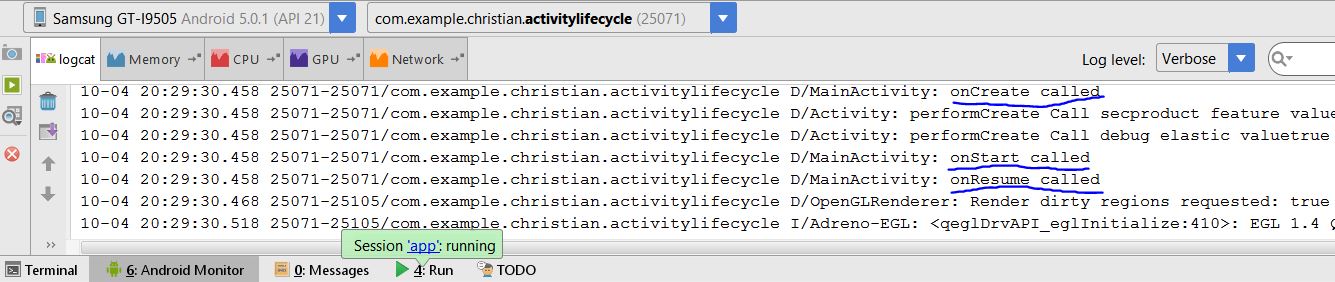 Samsung GT-I9505 Android 5.0.1 (API 21) com.example.christian.activitylifecycle (25071)
logcat Memory CPU GPU Network Log level: Verbose
10-04 20:29:30.458 25071-25071/com.example.christian.activitylifecycle D/MainActivity: onCreate called
10-04 20:29:30.458 25071-25071/com.example.christian.activitylifecycle D/Activity: performCreate Call secproduct feature value
10-04 20:29:30.458 25071-25071/com.example.christian.activitylifecycle D/Activity: performCreate Call debug elastic valuetrue
10-04 20:29:30.458 25071-25071/com.example.christian.activitylifecycle D/MainActivity: onStart called
10-04 20:29:30.458 25071-25071/com.example.christian.activitylifecycle D/MainActivity: onResume called
10-04 20:29:30.468 25071-25105/com.example.christian.activitylifecycle D/OpenGLRenderer: Render dirty regions requested: true
10-04 20:29:30.518 25071-25105/com.example.christian.activitylifecycle I/Adreno-EGL: <qeglDrvAPI_eglInitialize:410>: EGL 1.4
Session 'app': running
Terminal 6: Android Monitor 0: Messages 4: Run TODO